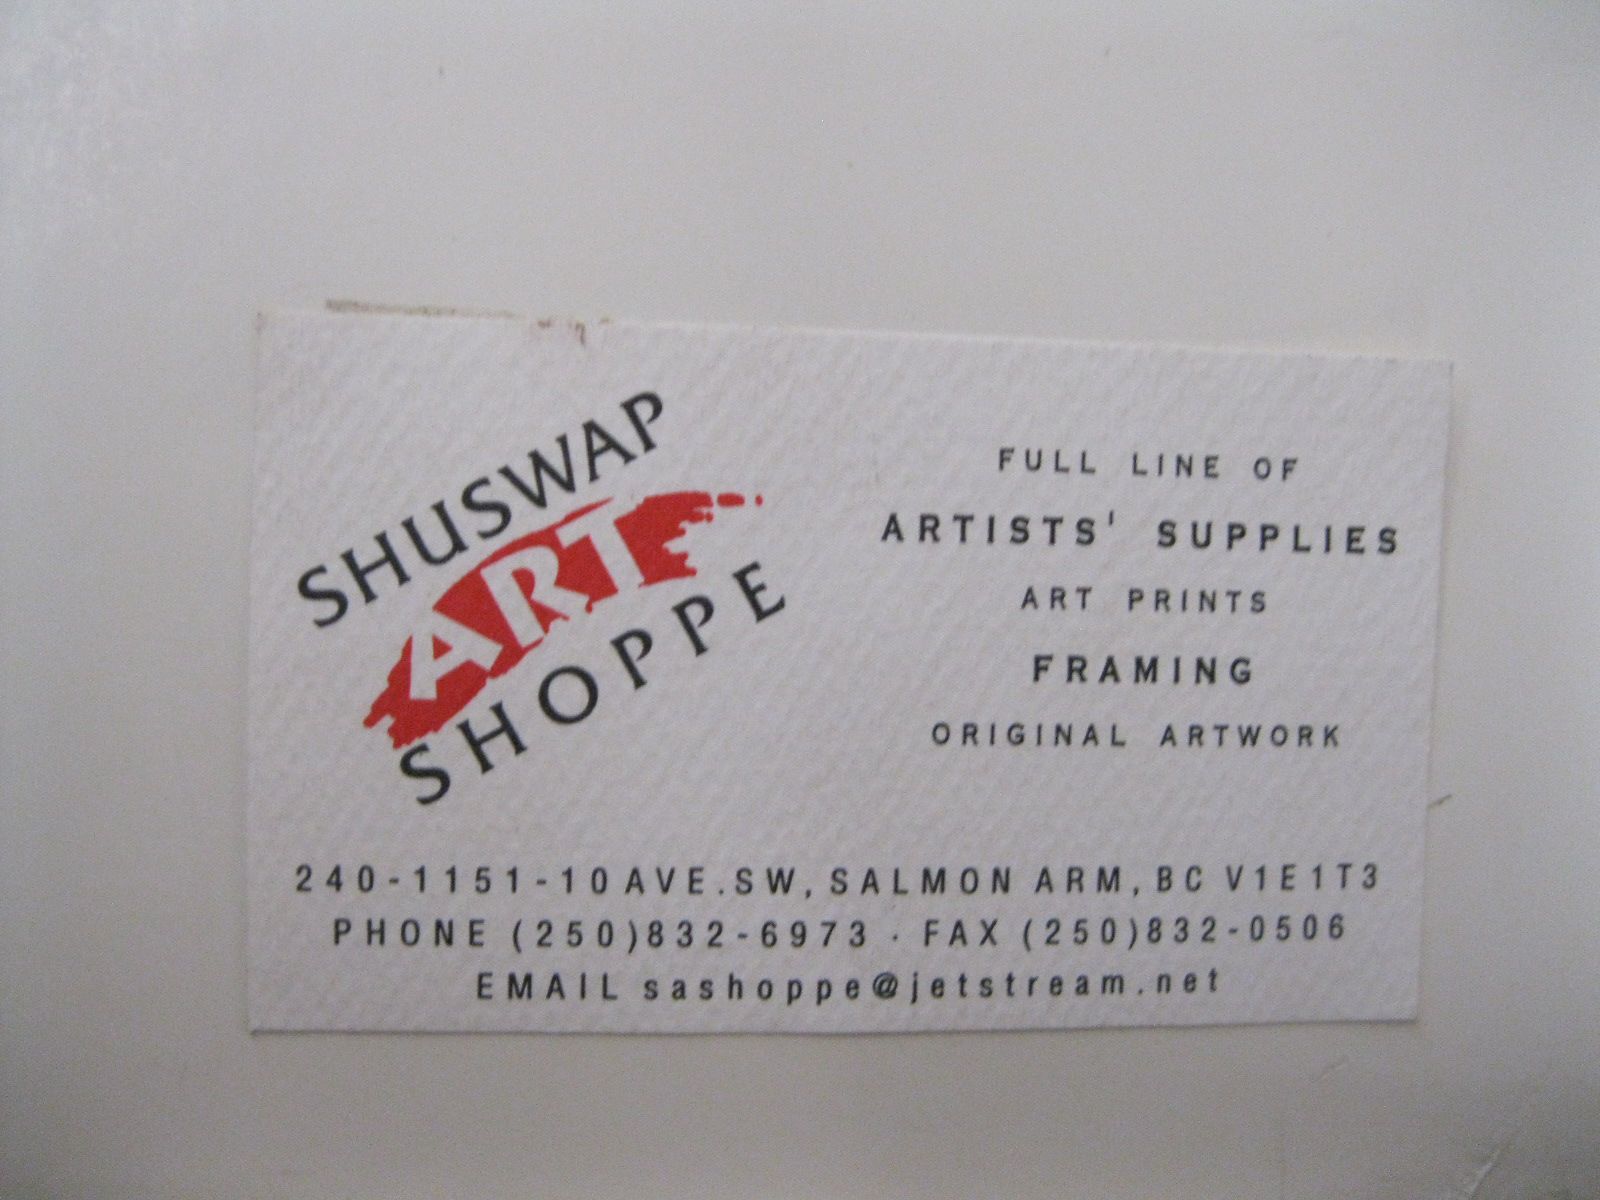 SHUSWAP
ART
SHOPPE
FULL LINE OF
ARTISTS' SUPPLIES
ART PRINTS
FRAMING
ORIGINAL ARTWORK
240-1151-10 AVE.SW, SALMON ARM, BC V1E1T3
PHONE (250)832-6973 · FAX (250)832-0506
EMAIL sashoppe@jetstream.net